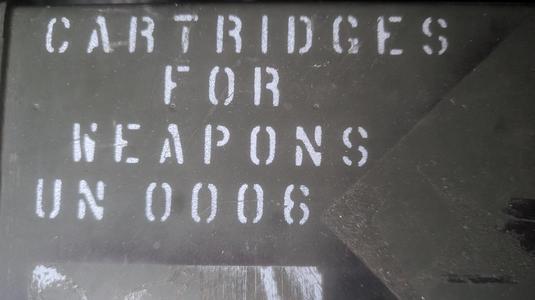 CARTRIDGES
FOR
WEAPONS
UN 0006